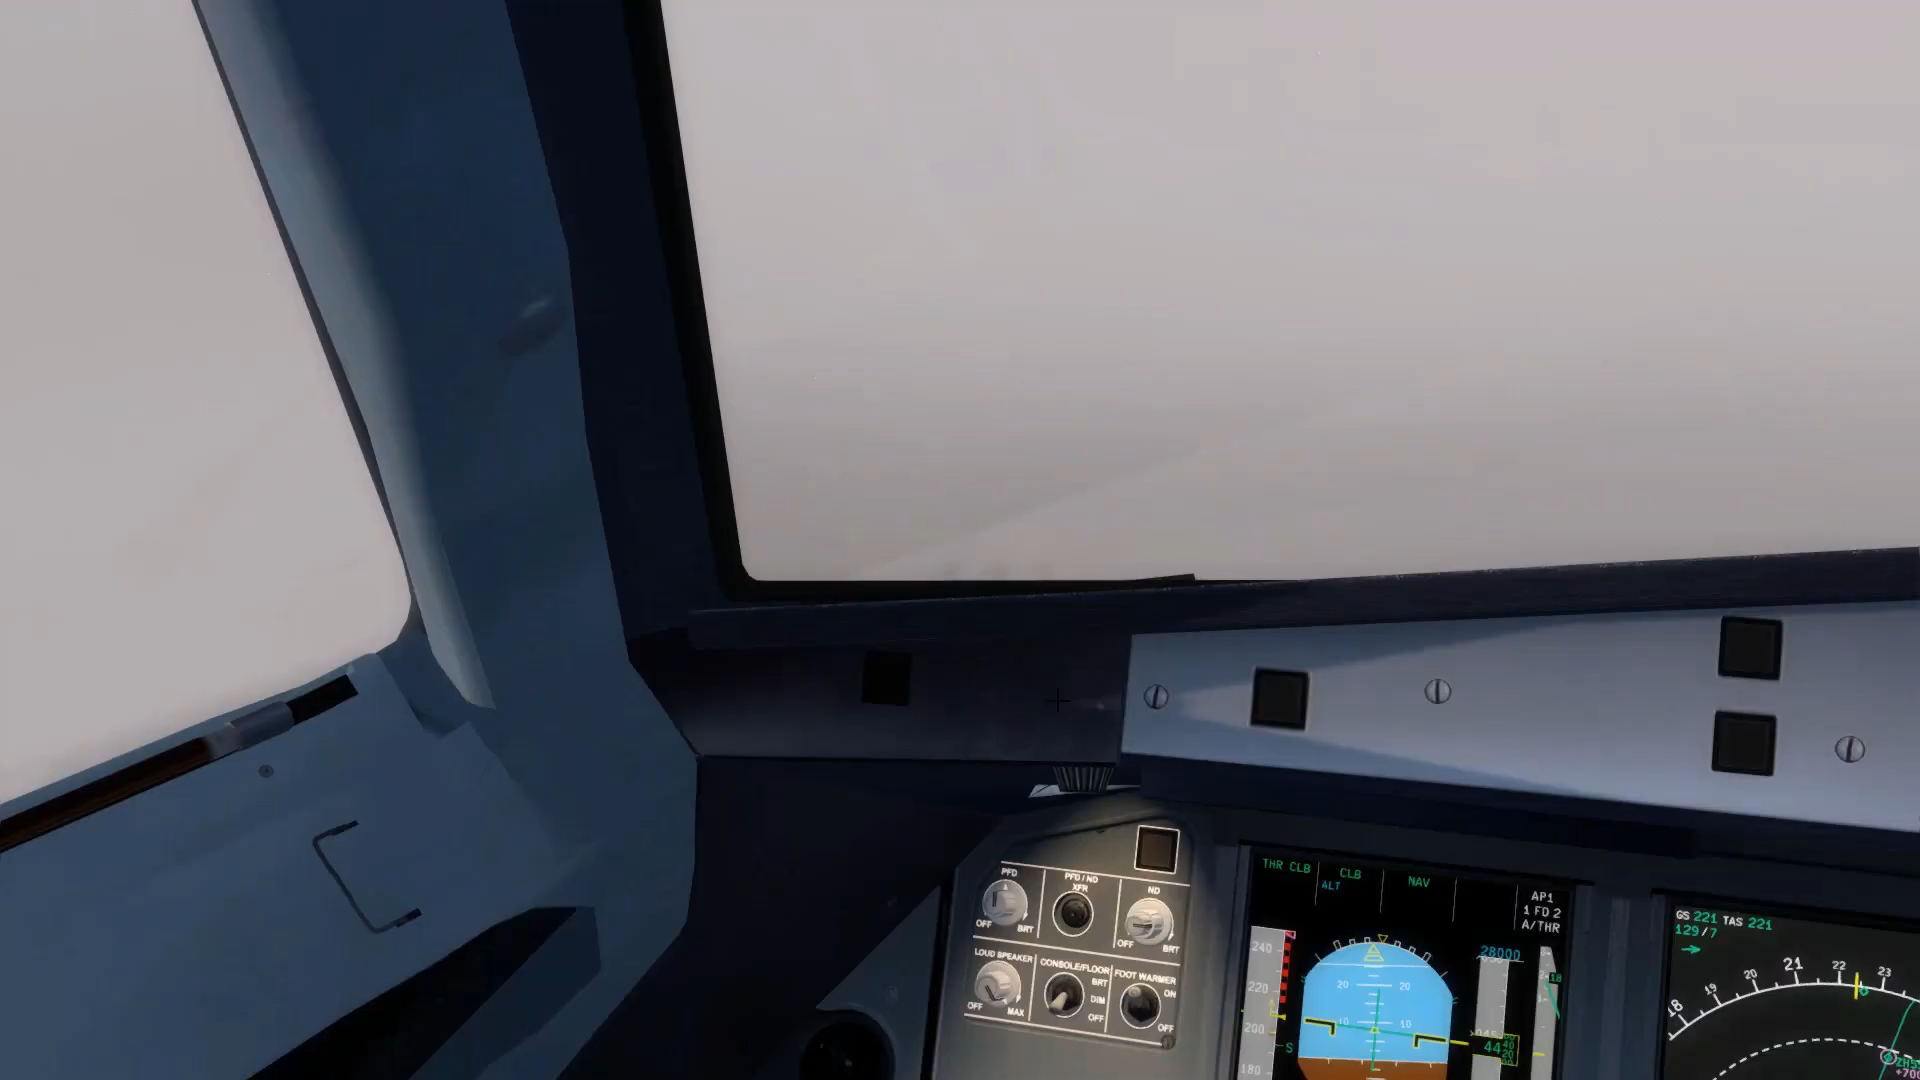 PFD
OFF
BRT
PFD / ND
XFR
ND
OFF
BRT
LOUD SPEAKER
OFF
MAX
CONSOLE/FLOOR
BRT
DIM
OFF
FOOT WARMER
ON
OFF
THR CLB
CLB
NAV
ALT
AP1
1 FD 2
A/THR
240
220
200
180
S
20 20
10 10
28000
GS 221 TAS 221
129/7
18
19
20
21
22
23